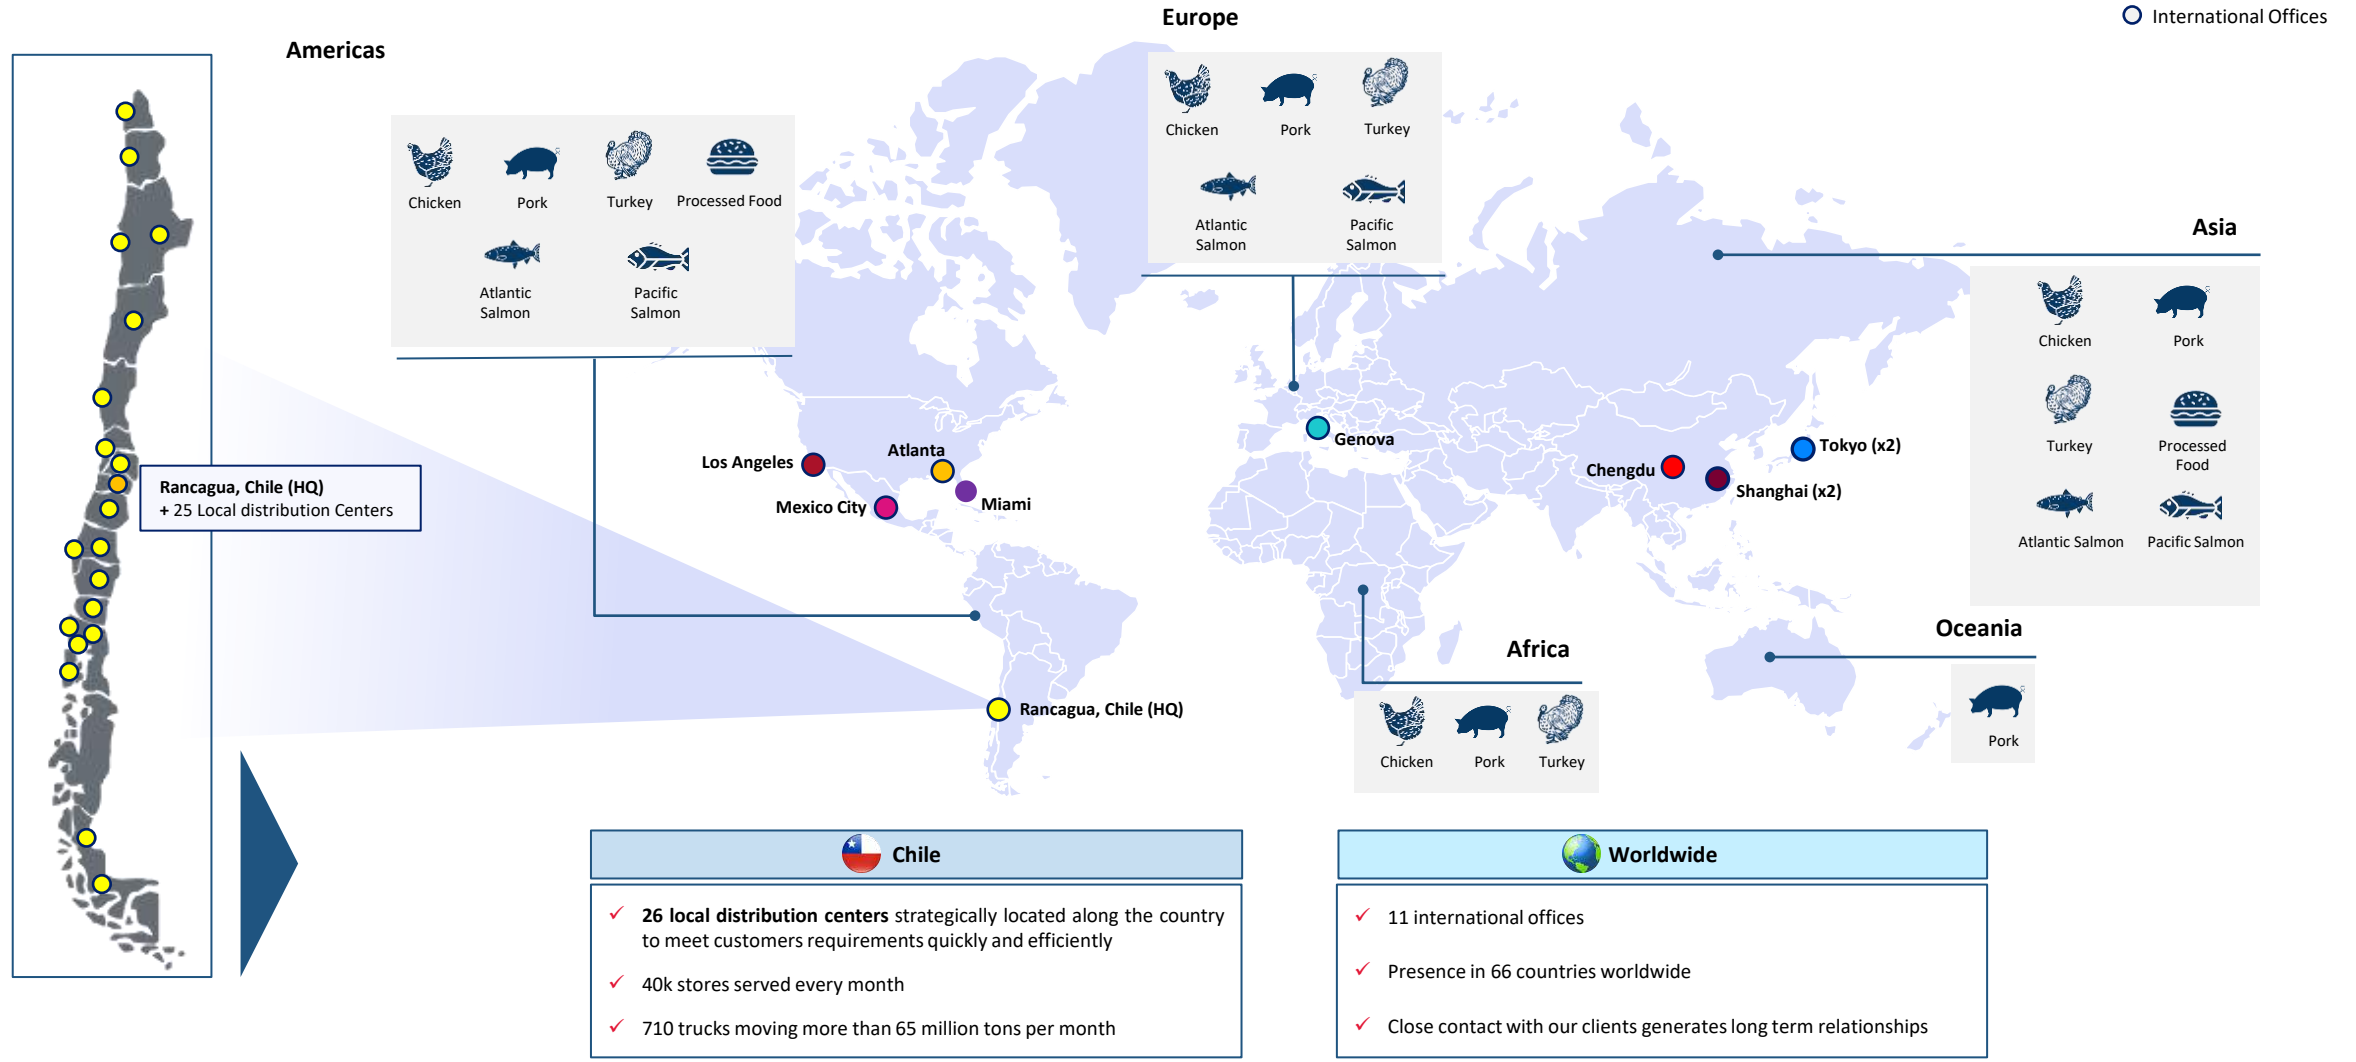 International Offices
Europe
Americas
Chicken
Pork
Turkey
Atlantic
Salmon
Pacific
Salmon
Chicken
Pork
Turkey
Processed Food
Atlantic
Salmon
Pacific
Salmon
Asia
Chicken
Pork
Turkey
Processed
Food
Atlantic Salmon
Pacific Salmon
Los Angeles
Atlanta
Mexico City
Miami
Genova
Chengdu
Tokyo (x2)
Shanghai (x2)
Rancagua, Chile (HQ)
+ 25 Local distribution Centers
Oceania
Pork
Africa
Chicken
Pork
Turkey
Rancagua, Chile (HQ)
Chile
26 local distribution centers strategically located along the country
to meet customers requirements quickly and efficiently
40k stores served every month
710 trucks moving more than 65 million tons per month
Worldwide
11 international offices
Presence in 66 countries worldwide
Close contact with our clients generates long term relationships